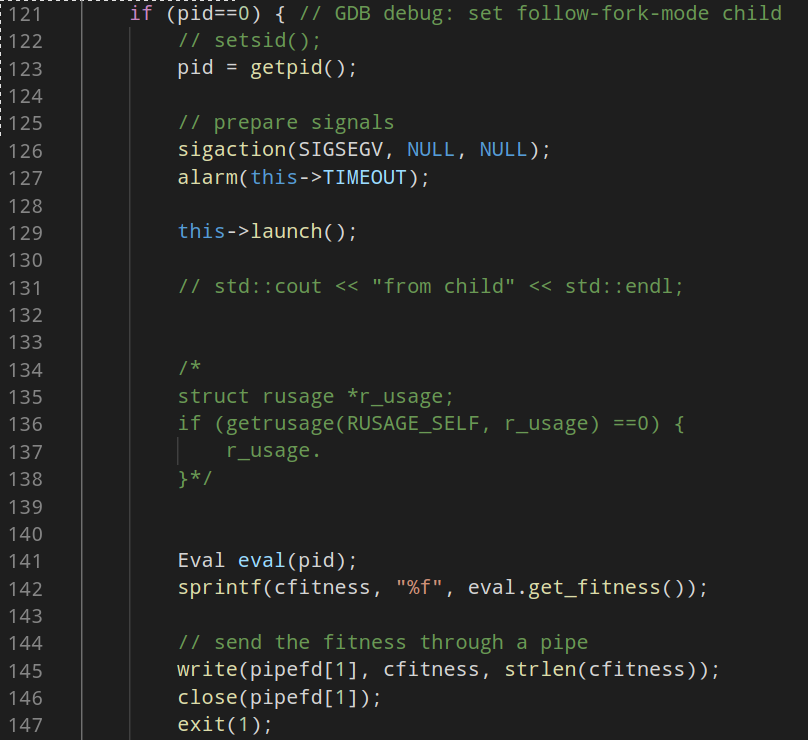 121 if (pid==0) { // GDB debug: set follow-fork-mode child
122 // setsid();
123 pid = getpid();
124
125 // prepare signals
126 sigaction(SIGSEGV, NULL, NULL);
127 alarm(this->TIMEOUT);
128
129 this->launch();
130
131 // std::cout << "from child" << std::endl;
132
133
134 /*
135 struct rusage *r_usage;
136 if (getrusage(RUSAGE_SELF, r_usage) ==0) {
137 r_usage.
138 }*/
139
140
141 Eval eval(pid);
142 sprintf(cfitness, "%f", eval.get_fitness());
143
144 // send the fitness through a pipe
145 write(pipefd[1], cfitness, strlen(cfitness));
146 close(pipefd[1]);
147 exit(1);